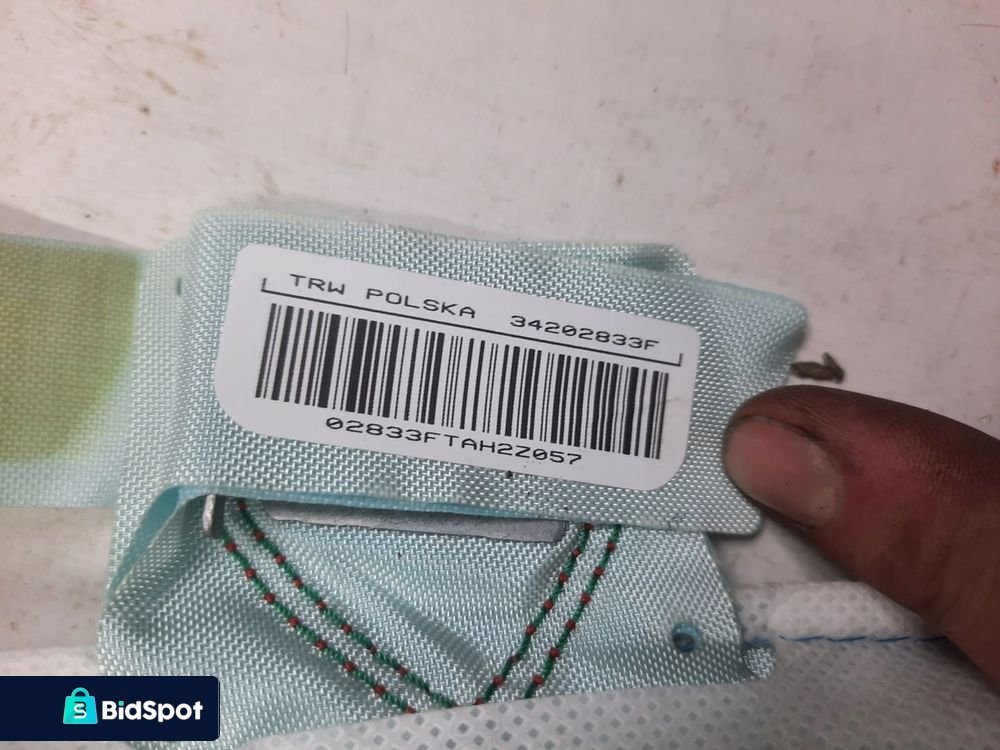 TRW POLSKA 34202833F
02833FTAH2Z057
BidSpot